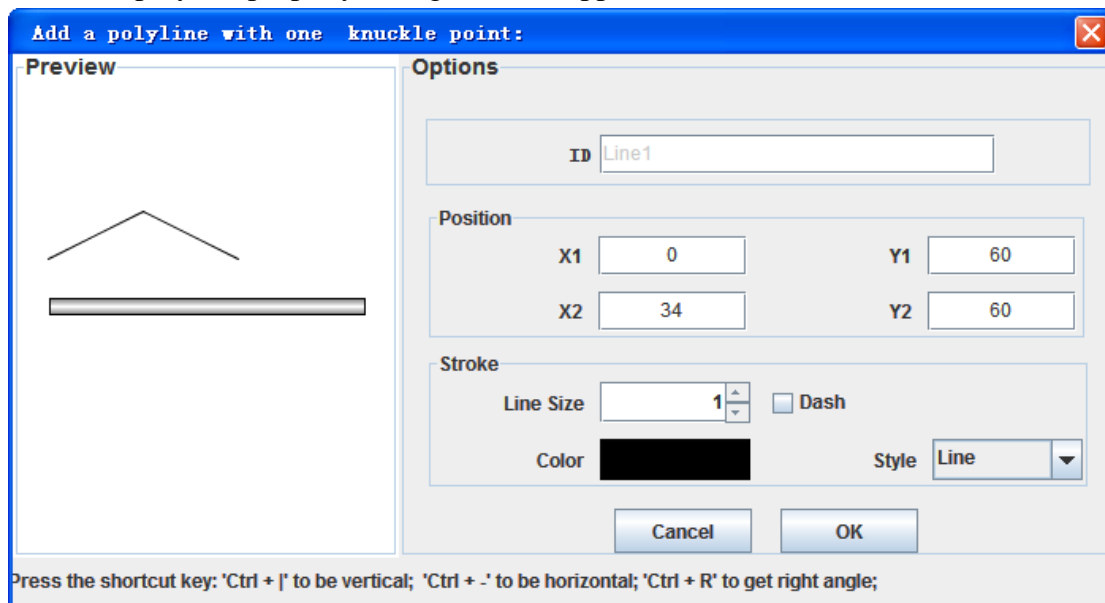 Add a polyline with one  knuckle point:
Preview
Options
ID Line1
Position
X1 0 Y1 60
X2 34 Y2 60
Stroke
Line Size 1 Dash
Color Style Line
Cancel OK
Press the shortcut key: 'Ctrl + |' to be vertical;  'Ctrl + -' to be horizontal; 'Ctrl + R' to get right angle;